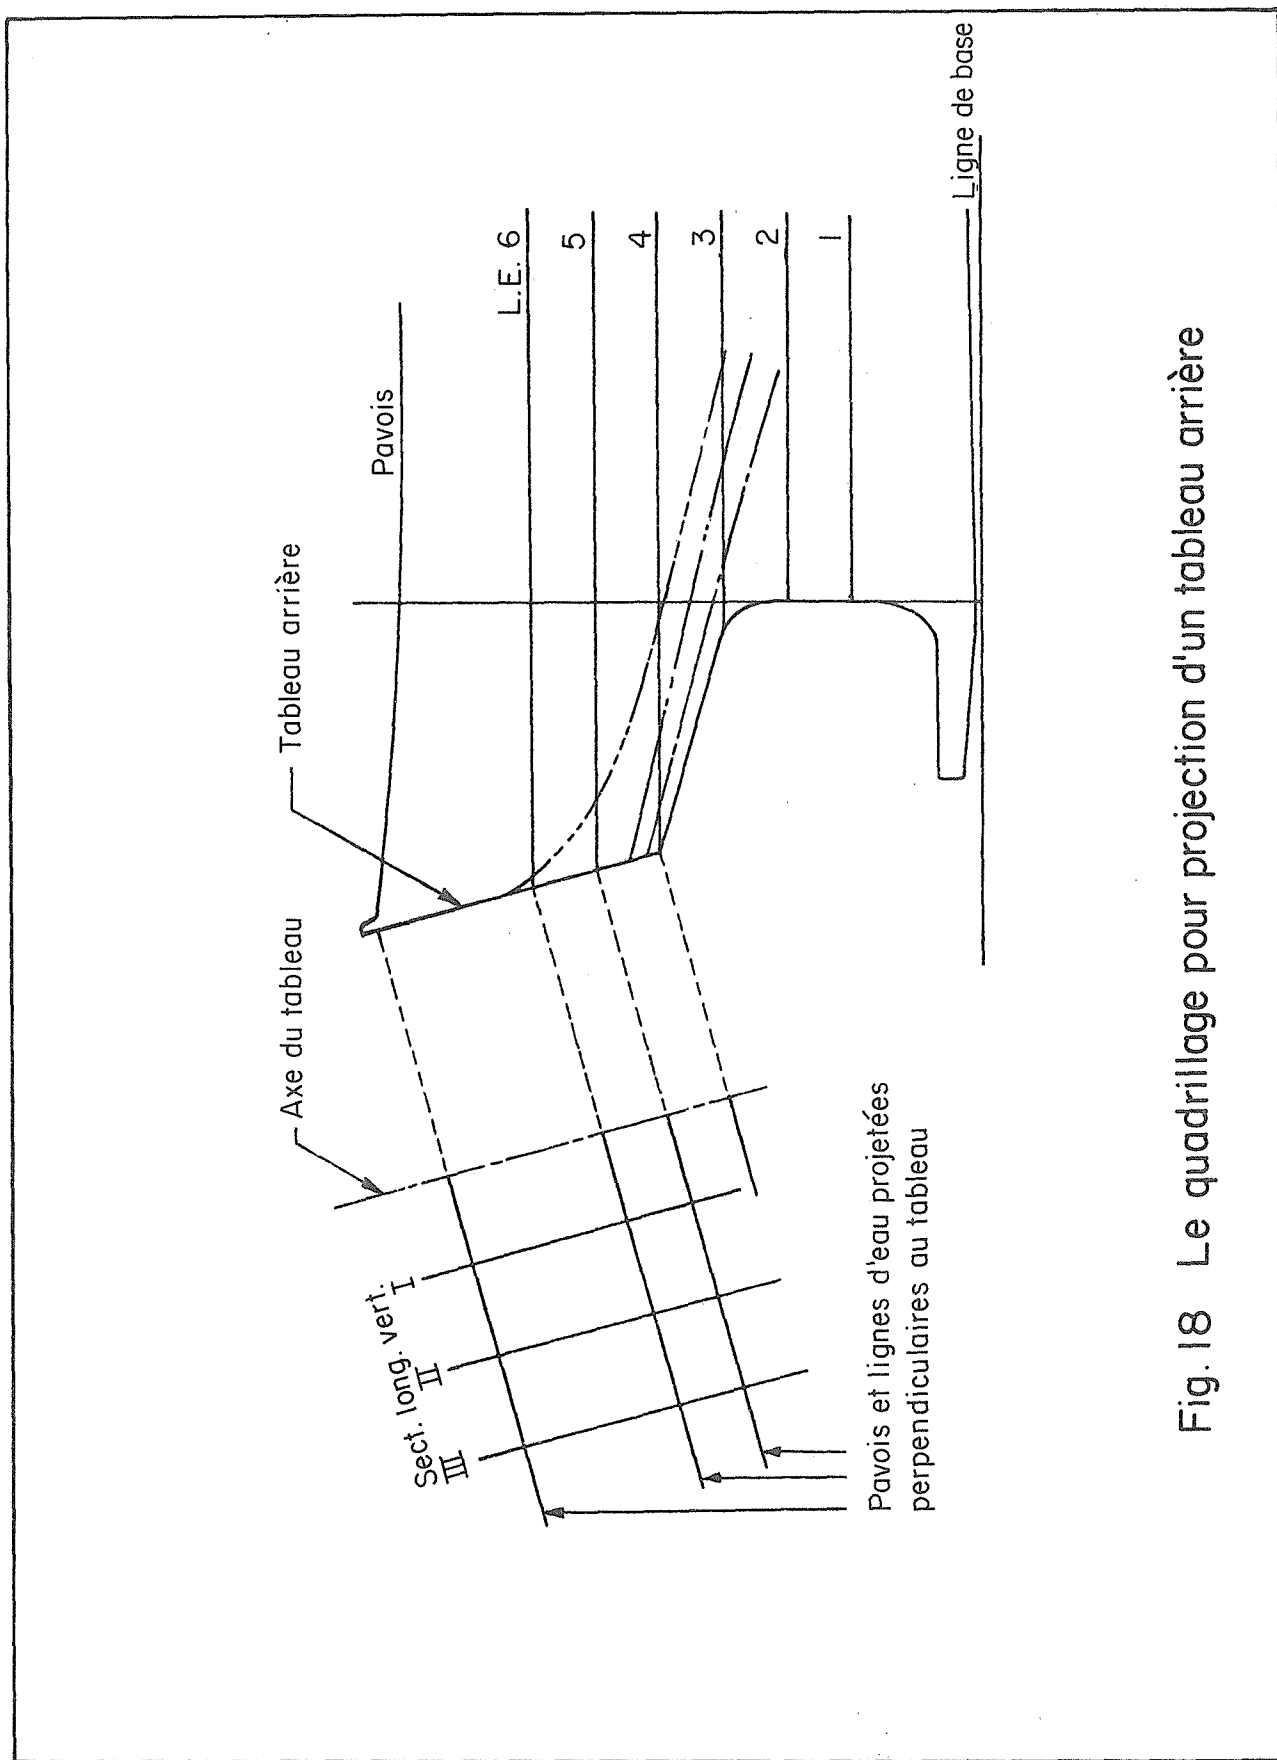 Pavois
Tableau arrière
Axe du tableau
L.E. 6
5
4
3
2
1
Ligne de base
Sect. long. vert.
III
II
I
Pavois et lignes d'eau projetées
perpendiculaires au tableau
Fig. 18 Le quadrillage pour projection d'un tableau arrière